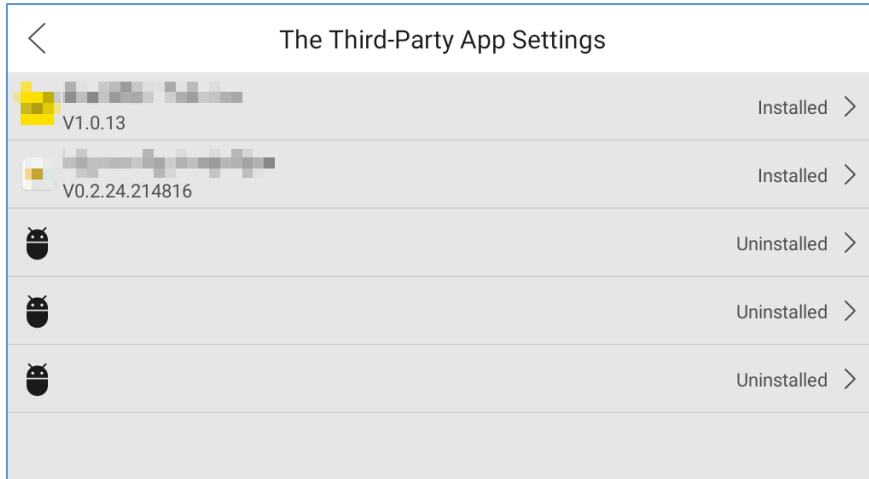 The Third-Party App Settings
V1.0.13
Installed
V0.2.24.214816
Installed
Uninstalled
Uninstalled
Uninstalled